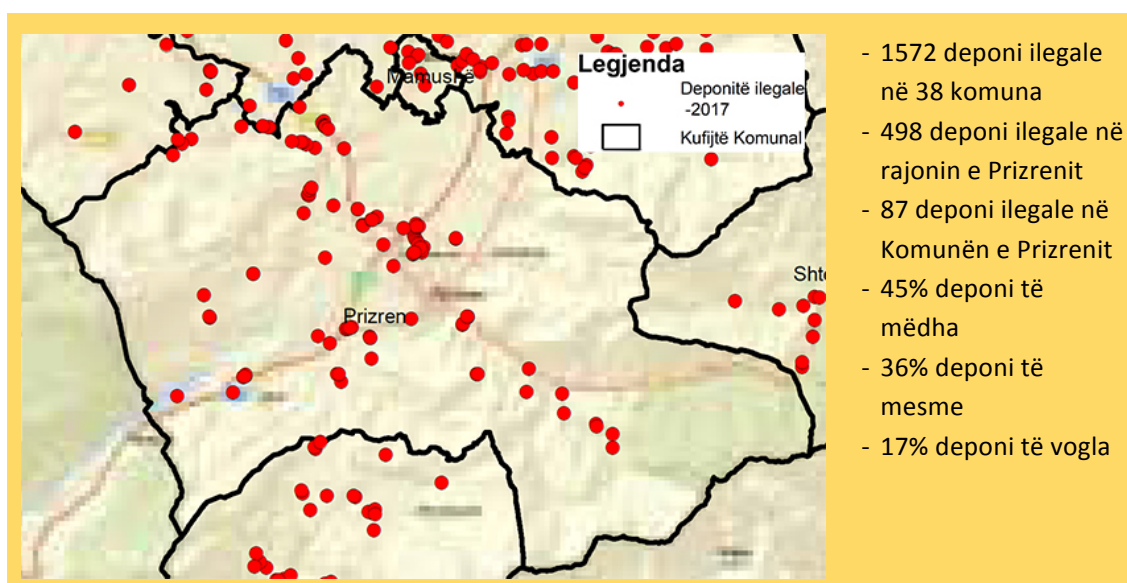 Mamushë
Legjenda
Deponitë ilegale
-2017
Kufijtë Komunal
Prizren
Sht
- 1572 deponi ilegale
në 38 komuna
- 498 deponi ilegale në
rajonin e Prizrenit
- 87 deponi ilegale në
Komunën e Prizrenit
- 45% deponi të
mëdha
- 36% deponi të
mesme
- 17% deponi të vogla